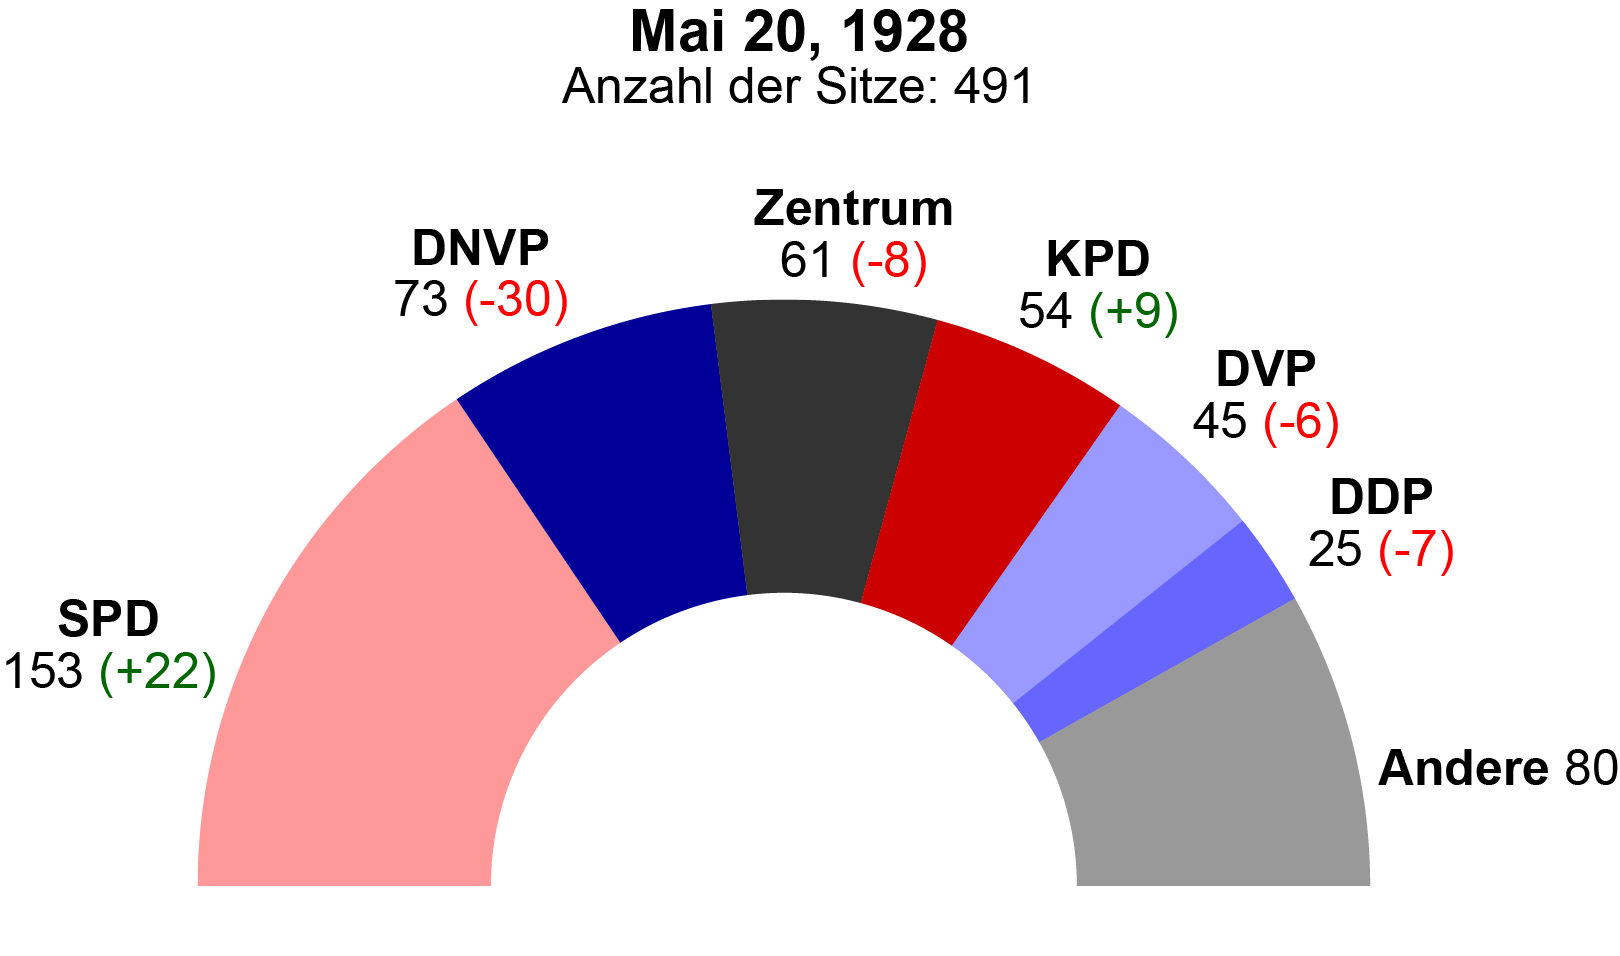 Mai 20, 1928
Anzahl der Sitze: 491
Zentrum
61 (-8)
DNVP
73 (-30)
KPD
54 (+9)
DVP
45 (-6)
DDP
25 (-7)
SPD
153 (+22)
Andere 80